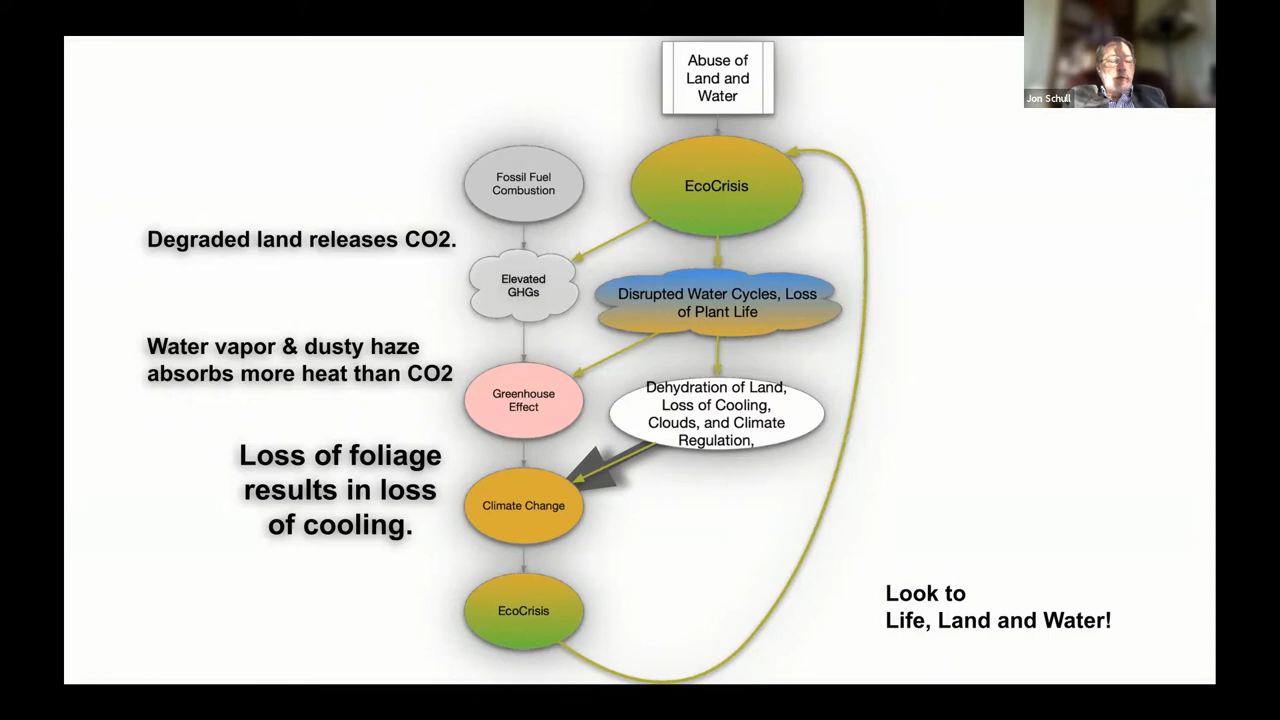 Abuse of
Land and
Water
Jon Schull
Fossil Fuel
Combustion
EcoCrisis
Degraded land releases CO2.
Elevated
GHGs
Disrupted Water Cycles, Loss
of Plant Life
Water vapor & dusty haze
absorbs more heat than CO2
Greenhouse
Effect
Dehydration of Land,
Loss of Cooling,
Clouds, and Climate
Regulation,
Loss of foliage
results in loss
of cooling.
Climate Change
EcoCrisis
Look to
Life, Land and Water!